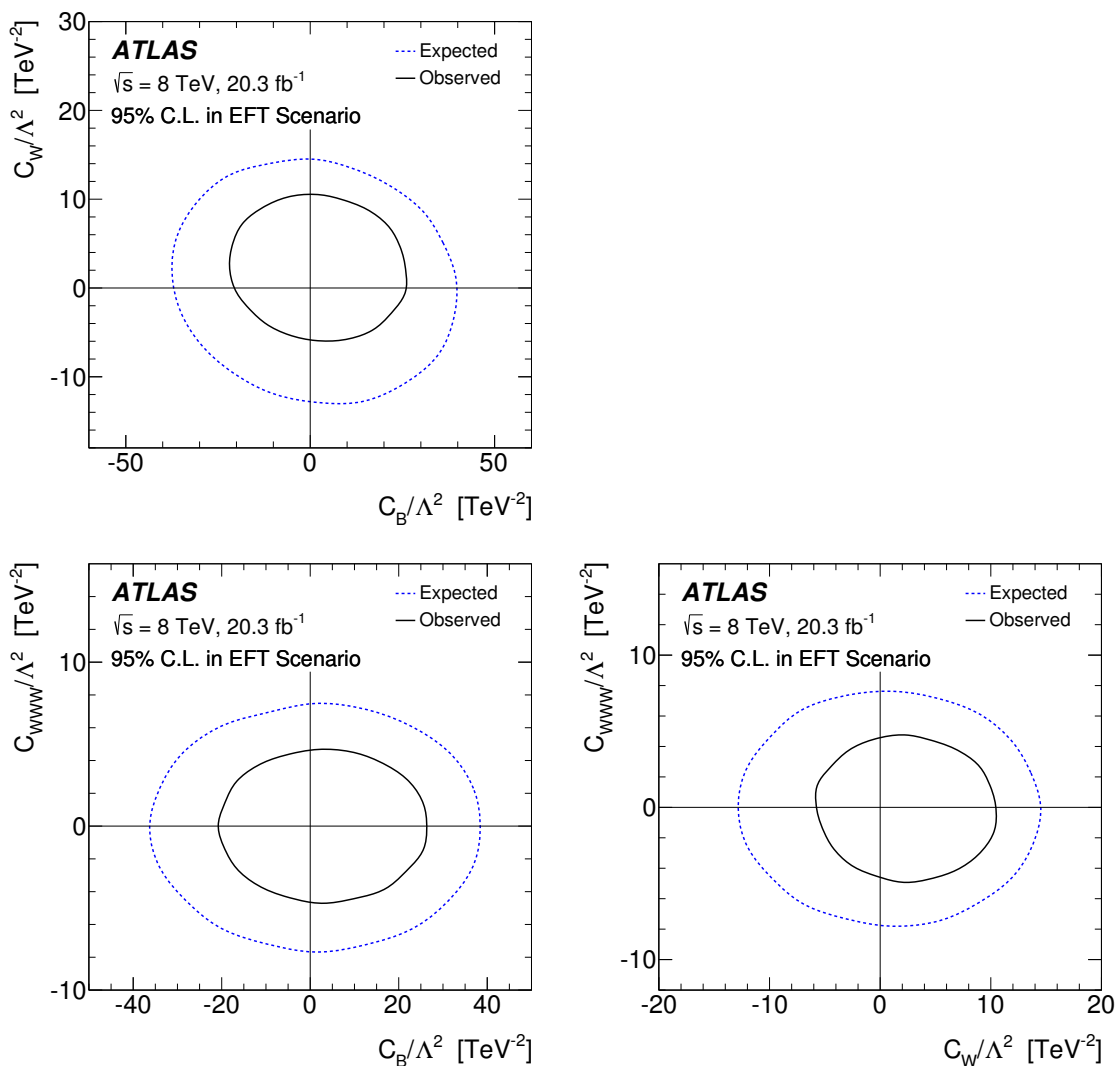 C_W/Λ² [TeV⁻²]
30
20
10
0
-10
ATLAS
√s = 8 TeV, 20.3 fb⁻¹
95% C.L. in EFT Scenario
Expected
Observed
-50 0 50
C_B/Λ² [TeV⁻²]
C_WWW/Λ² [TeV⁻²]
10
0
-10
ATLAS
√s = 8 TeV, 20.3 fb⁻¹
95% C.L. in EFT Scenario
Expected
Observed
-40 -20 0 20 40
C_B/Λ² [TeV⁻²]
C_WWW/Λ² [TeV⁻²]
10
0
-10
ATLAS
√s = 8 TeV, 20.3 fb⁻¹
95% C.L. in EFT Scenario
Expected
Observed
-20 -10 0 10 20
C_W/Λ² [TeV⁻²]